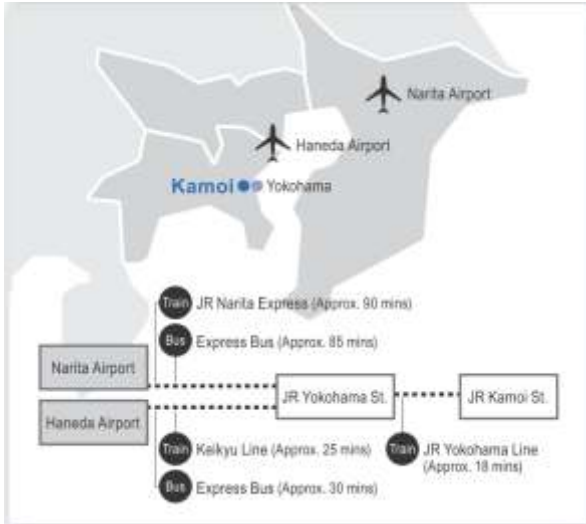 Narita Airport
Haneda Airport
Kamoi
Yokohama
Train JR Narita Express (Approx. 90 mins)
Bus Express Bus (Approx. 85 mins)
Narita Airport
JR Yokohama St.
JR Kamoi St.
Haneda Airport
Train Keikyu Line (Approx. 25 mins)
Train JR Yokohama Line
(Approx. 18 mins)
Bus Express Bus (Approx. 30 mins)